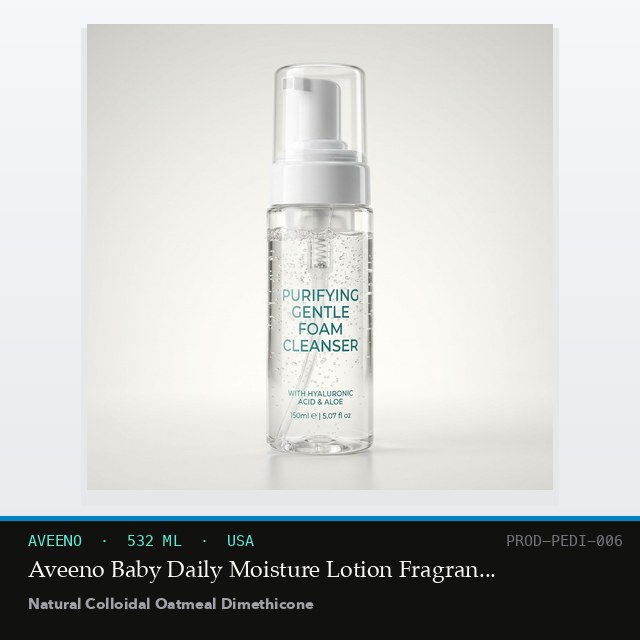 PURIFYING
GENTLE
FOAM
CLEANSER
WITH HYALURONIC
ACID & ALOE
150ml ℮ | 5.07 fl oz
AVEENO · 532 ML · USA
PROD−PEDI−006
Aveeno Baby Daily Moisture Lotion Fragran...
Natural Colloidal Oatmeal Dimethicone